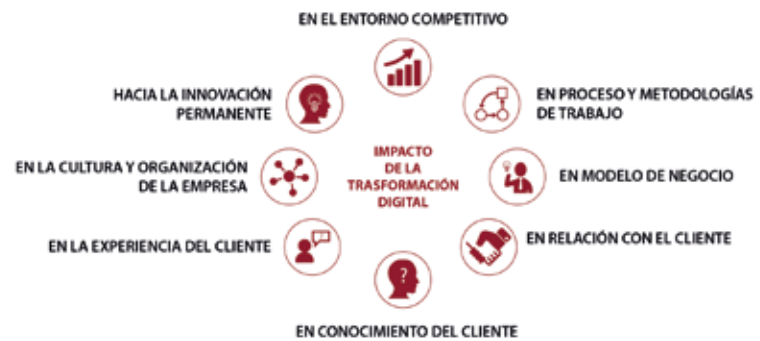 EN EL ENTORNO COMPETITIVO
HACIA LA INNOVACIÓN
PERMANENTE
EN PROCESO Y METODOLOGÍAS
DE TRABAJO
IMPACTO
DE LA
TRASFORMACIÓN
DIGITAL
EN LA CULTURA Y ORGANIZACIÓN
DE LA EMPRESA
EN MODELO DE NEGOCIO
EN LA EXPERIENCIA DEL CLIENTE
EN RELACIÓN CON EL CLIENTE
?
EN CONOCIMIENTO DEL CLIENTE